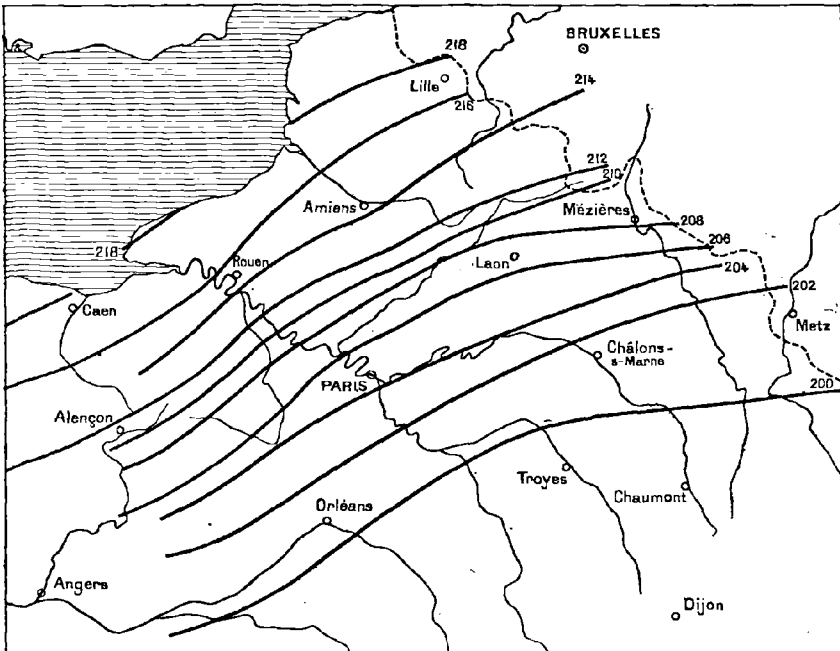 BRUXELLES
218
Lille
214
216
212
210
Amiens
Mézières
208
218
206
Rouen
Laon
204
202
Caen
Metz
Châlons-
s-Marne
PARIS
200
Alençon
Troyes
Chaumont
Orléans
Angers
Dijon